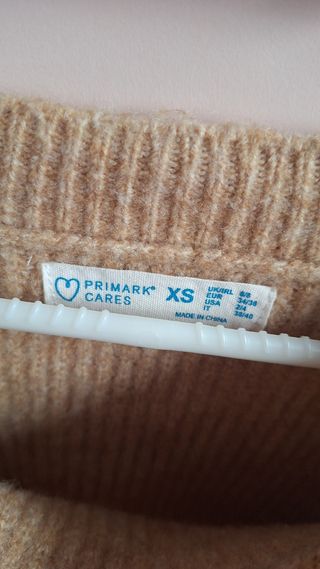 PRIMARK®
CARES
XS
UK/IRL 6/8
EUR 34/36
USA 2/4
IT 38/40
MADE IN CHINA